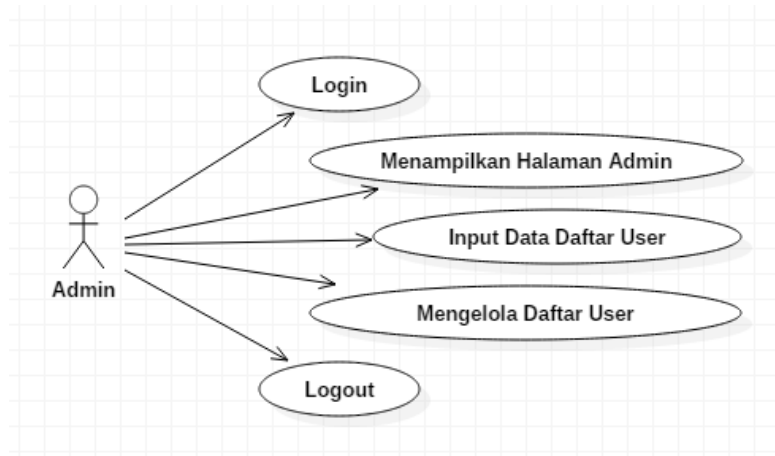 Login
Menampilkan Halaman Admin
Input Data Daftar User
Admin
Mengelola Daftar User
Logout